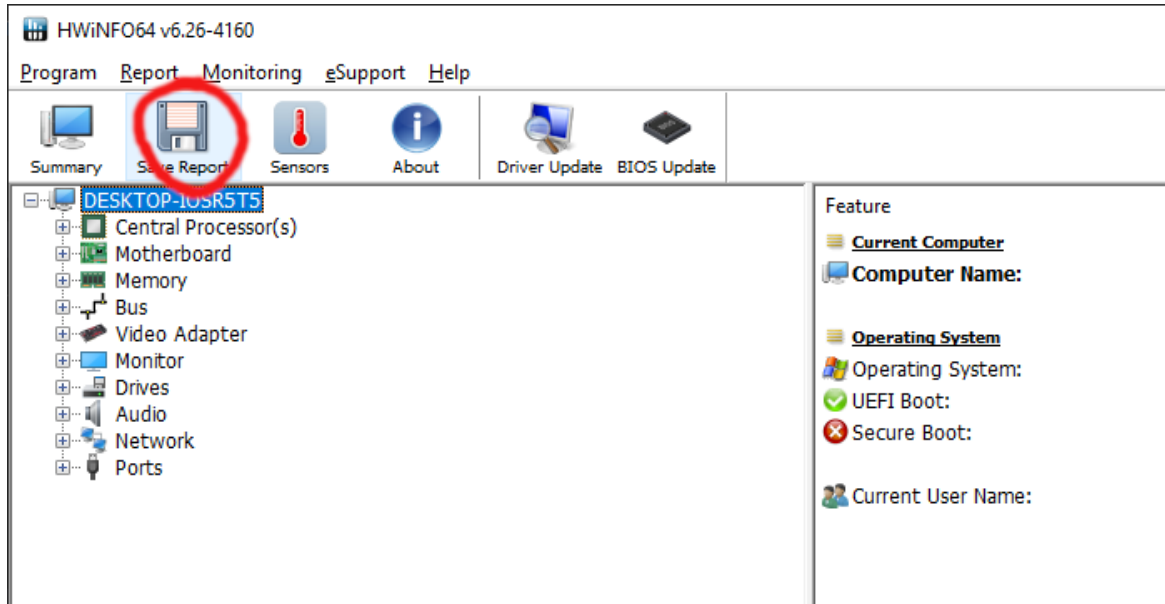 HWiNFO64 v6.26-4160
Program Report Monitoring eSupport Help
Summary Save Report Sensors About Driver Update BIOS Update
DESKTOP-IOSR5T5
Central Processor(s)
Motherboard
Memory
Bus
Video Adapter
Monitor
Drives
Audio
Network
Ports
Feature
Current Computer
Computer Name:
Operating System
Operating System:
UEFI Boot:
Secure Boot:
Current User Name: